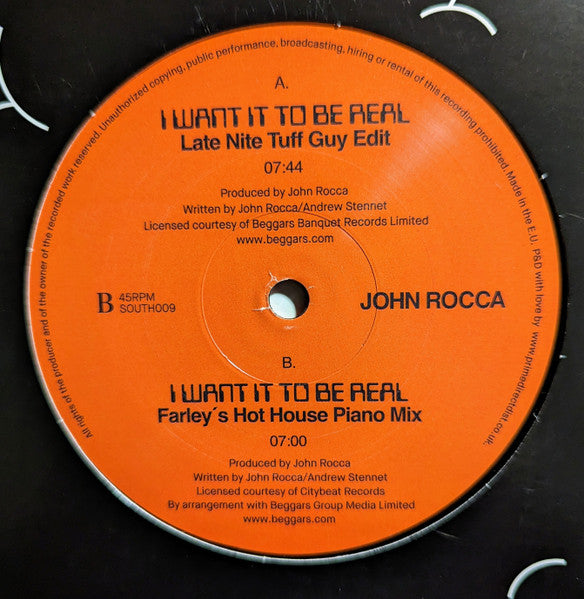 All rights of the producer and of the owner of the recorded work reserved. Unauthorized copying, public performance, broadcasting, hiring or rental of this recording prohibited. Made in the E.U. P&D with love by www.primedirectdist.co.uk.
A.
I WANT IT TO BE REAL
Late Nite Tuff Guy Edit
07:44
Produced by John Rocca
Written by John Rocca/Andrew Stennet
Licensed courtesy of Beggars Banquet Records Limited
www.beggars.com
B 45RPM
SOUTH009
JOHN ROCCA
B.
I WANT IT TO BE REAL
Farley´s Hot House Piano Mix
07:00
Produced by John Rocca
Written by John Rocca/Andrew Stennet
Licensed courtesy of Citybeat Records
By arrangement with Beggars Group Media Limited
www.beggars.com